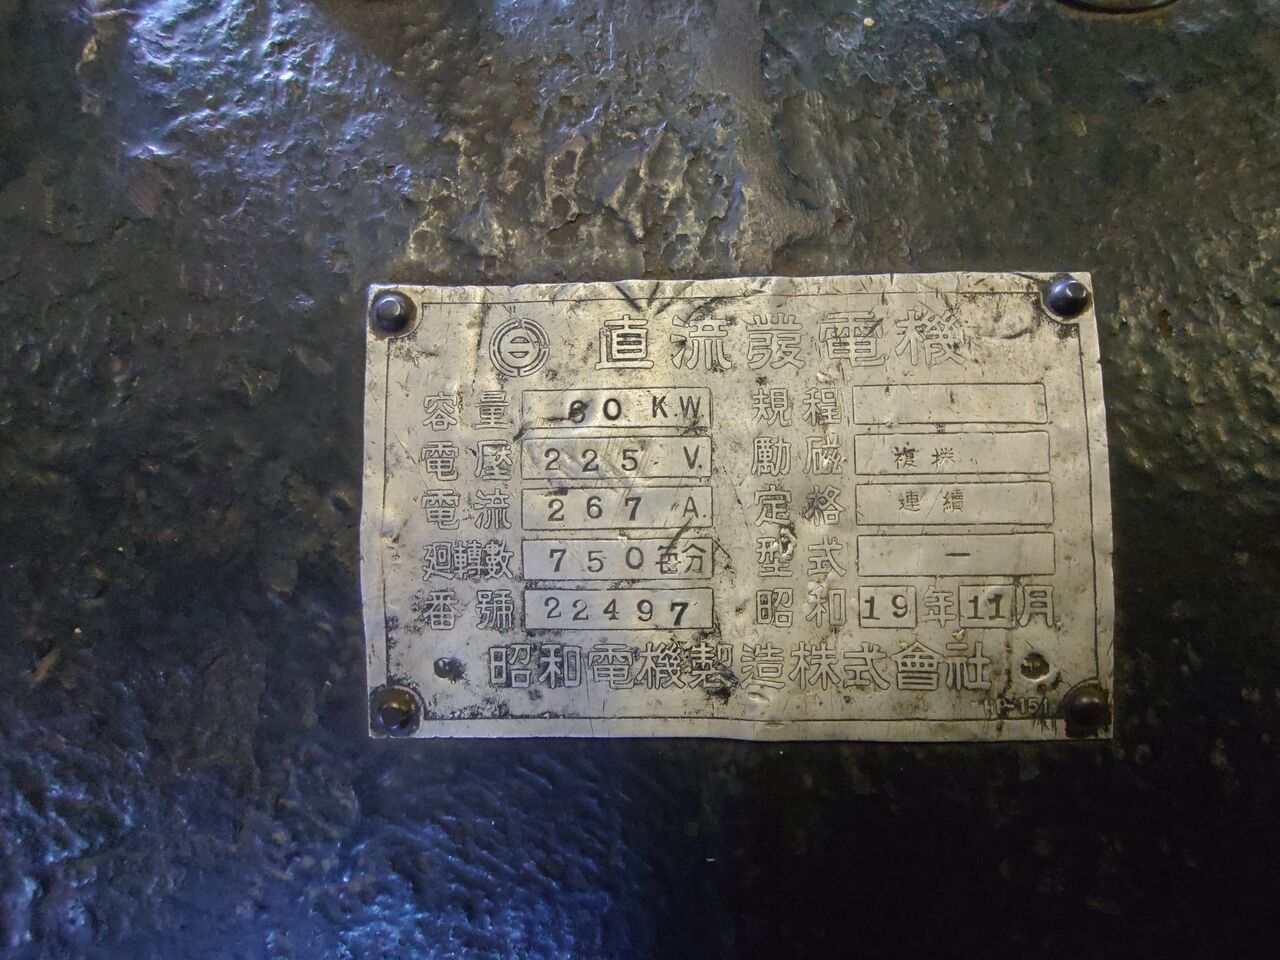 直流發電機
容量 60 KW 規程
電壓 225 V. 勵磁 複捲
電流 267 A. 定格 連續
廻轉數 750 每分 型式 一
番號 22497 昭和 19 年 11 月
昭和電機製造株式會社